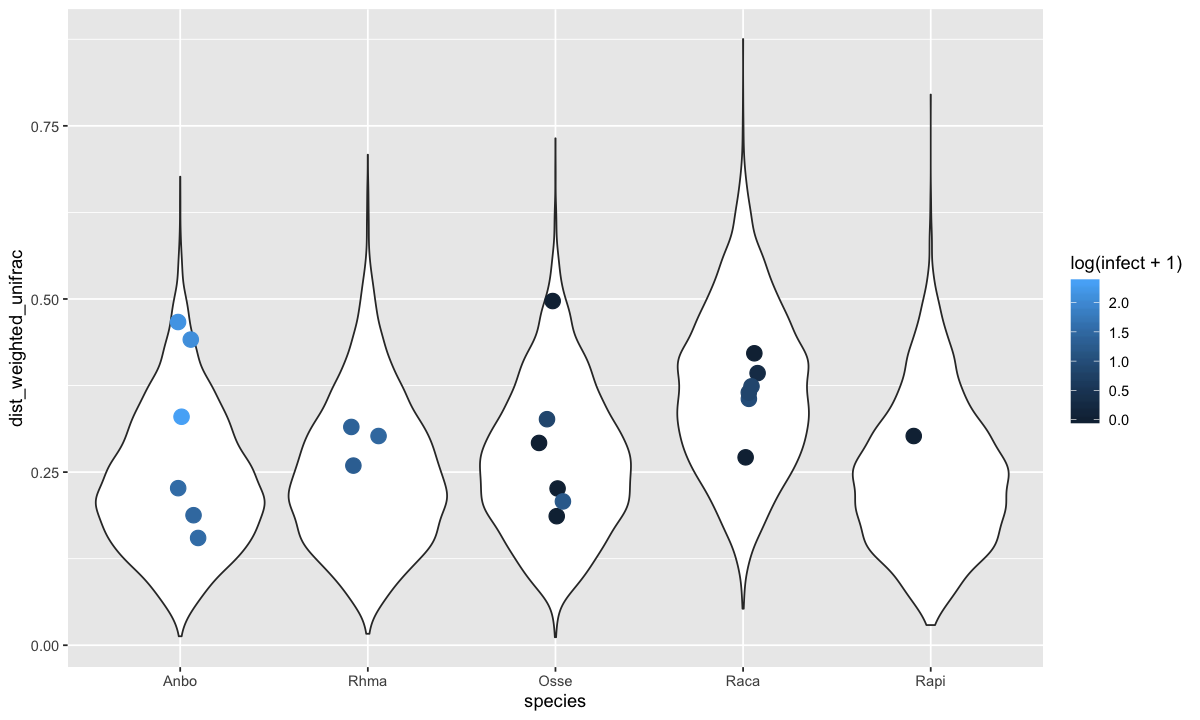 dist_weighted_unifrac
0.75
0.50
0.25
0.00
Anbo Rhma Osse Raca Rapi
species
log(infect + 1)
2.0
1.5
1.0
0.5
0.0